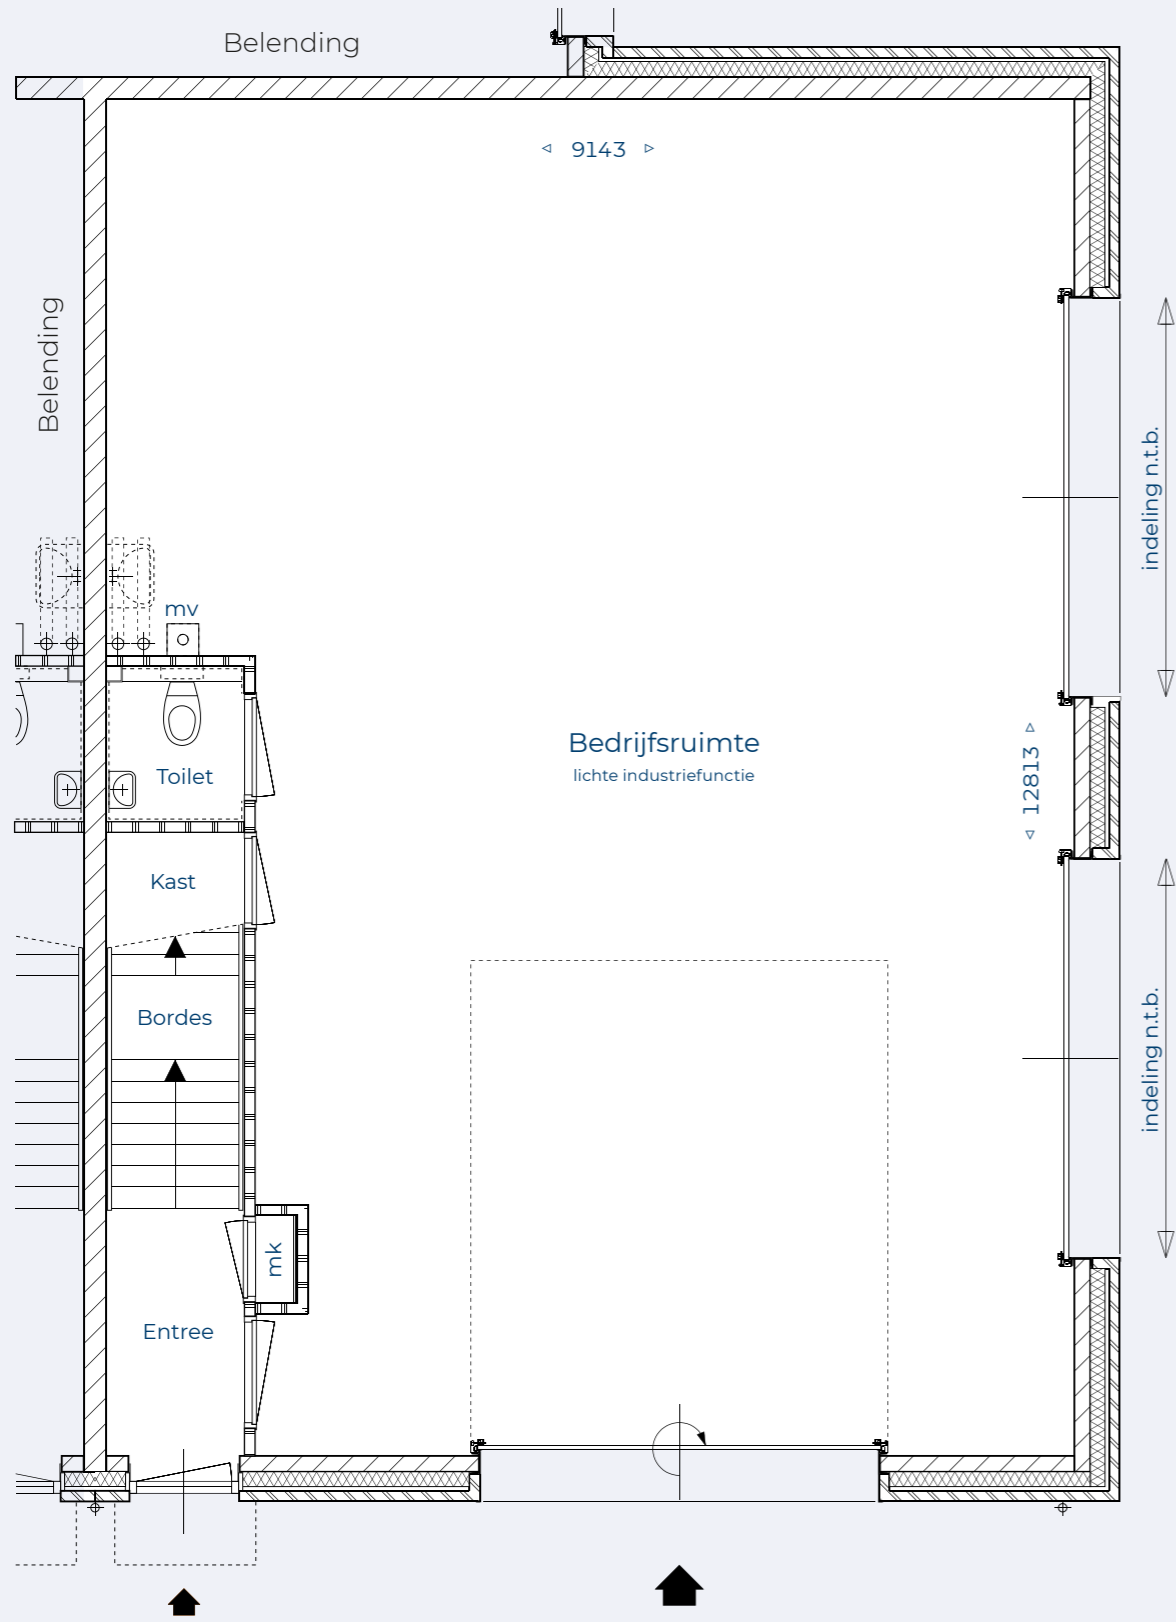 Belending
9143
Belending
indeling n.t.b.
mv
Bedrijfsruimte
lichte industriefunctie
12813
Toilet
Kast
Bordes
indeling n.t.b.
mk
Entree